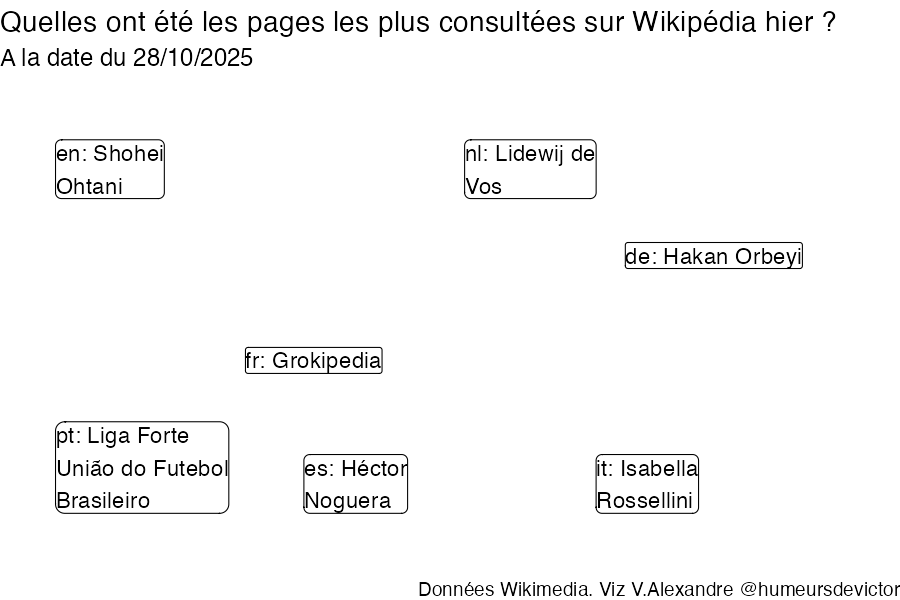 Quelles ont été les pages les plus consultées sur Wikipédia hier ?
A la date du 28/10/2025
en: Shohei
Ohtani
nl: Lidewij de
Vos
de: Hakan Orbeyi
fr: Grokipedia
pt: Liga Forte
União do Futebol
Brasileiro
es: Héctor
Noguera
it: Isabella
Rossellini
Données Wikimedia. Viz V.Alexandre @humeursdevictor